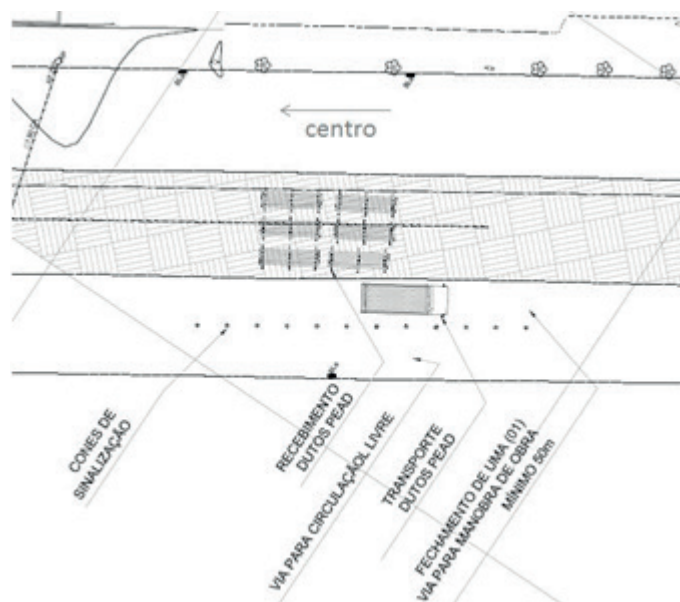 centro
CONES DE
SINALIZAÇÃO
RECEBIMENTO
DUTOS PEAD
VIA PARA CIRCULAÇÃOL LIVRE
TRANSPORTE
DUTOS PEAD
FECHAMENTO DE UMA (01)
VIA PARA MANOBRA DE OBRA
MÍNIMO 50m